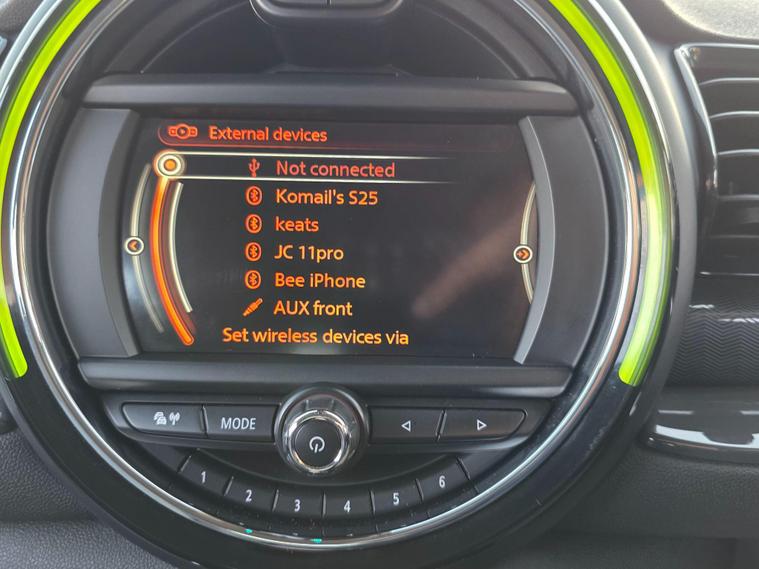 External devices
Not connected
Komail's S25
keats
JC 11pro
Bee iPhone
AUX front
Set wireless devices via
MODE
1 2 3 4 5 6